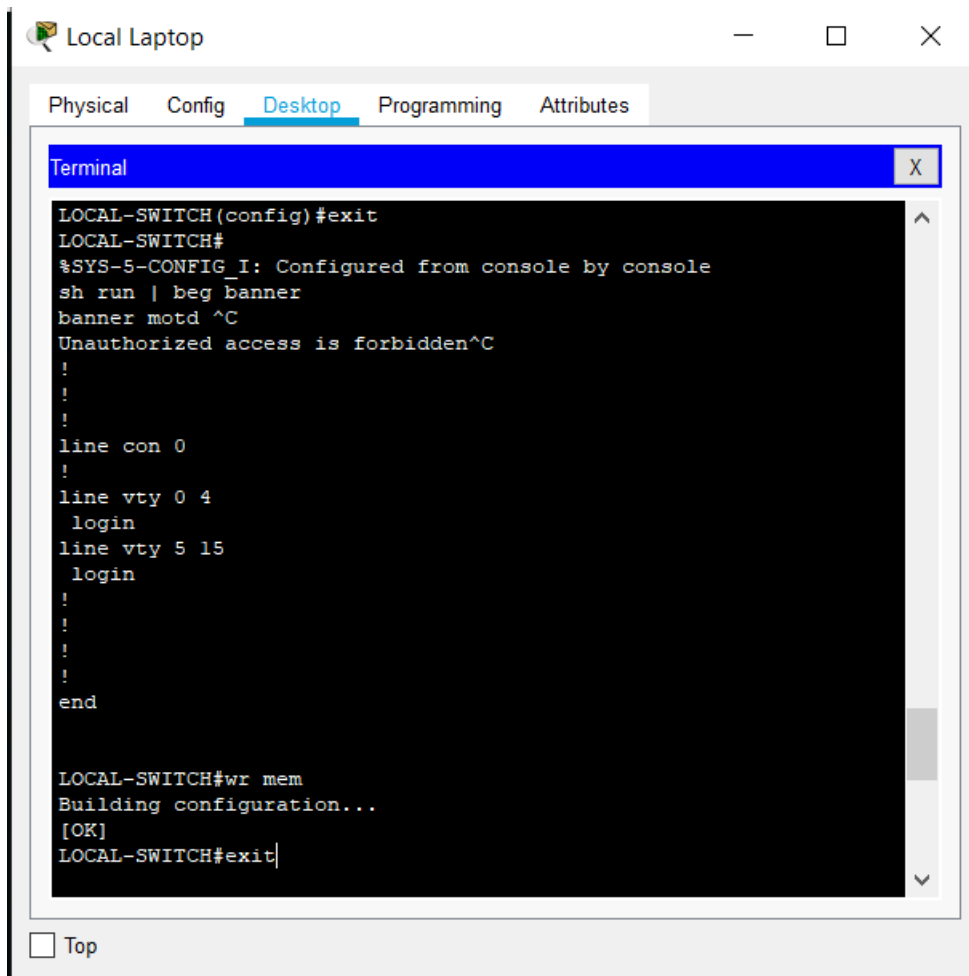 Local Laptop
Physical Config Desktop Programming Attributes
Terminal X
LOCAL-SWITCH(config)#exit
LOCAL-SWITCH#
%SYS-5-CONFIG_I: Configured from console by console
sh run | beg banner
banner motd ^C
Unauthorized access is forbidden^C
!
!
!
line con 0
!
line vty 0 4
 login
line vty 5 15
 login
!
!
!
!
end
LOCAL-SWITCH#wr mem
Building configuration...
[OK]
LOCAL-SWITCH#exit
Top